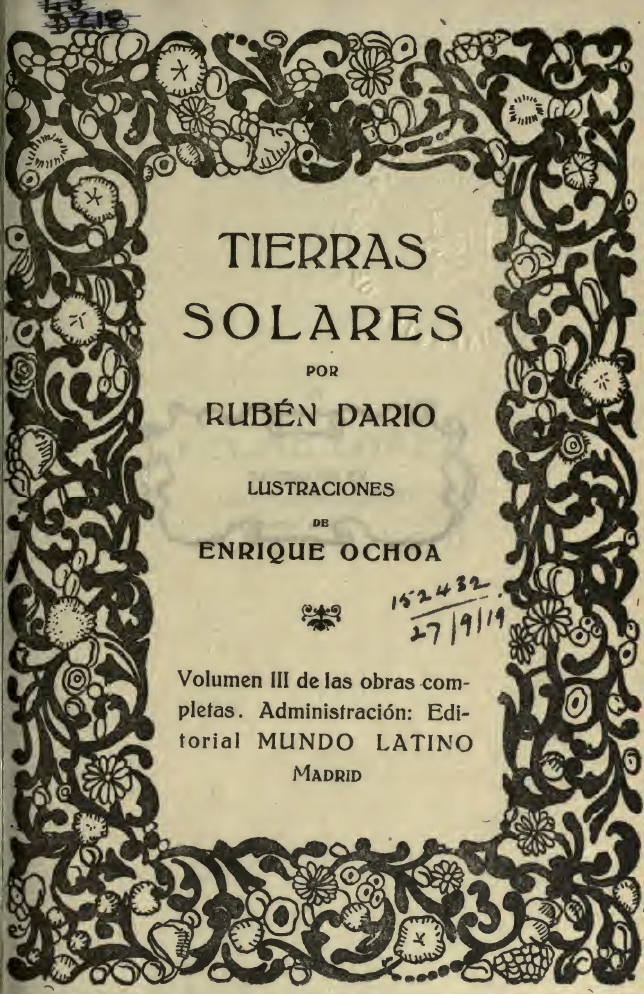 TIERRAS
SOLARES
POR
RUBÉN DARIO
LUSTRACIONES
DE
ENRIQUE OCHOA
152432
27/9/19
Volumen III de las obras com-
pletas. Administración: Edi-
torial MUNDO LATINO
MADRID